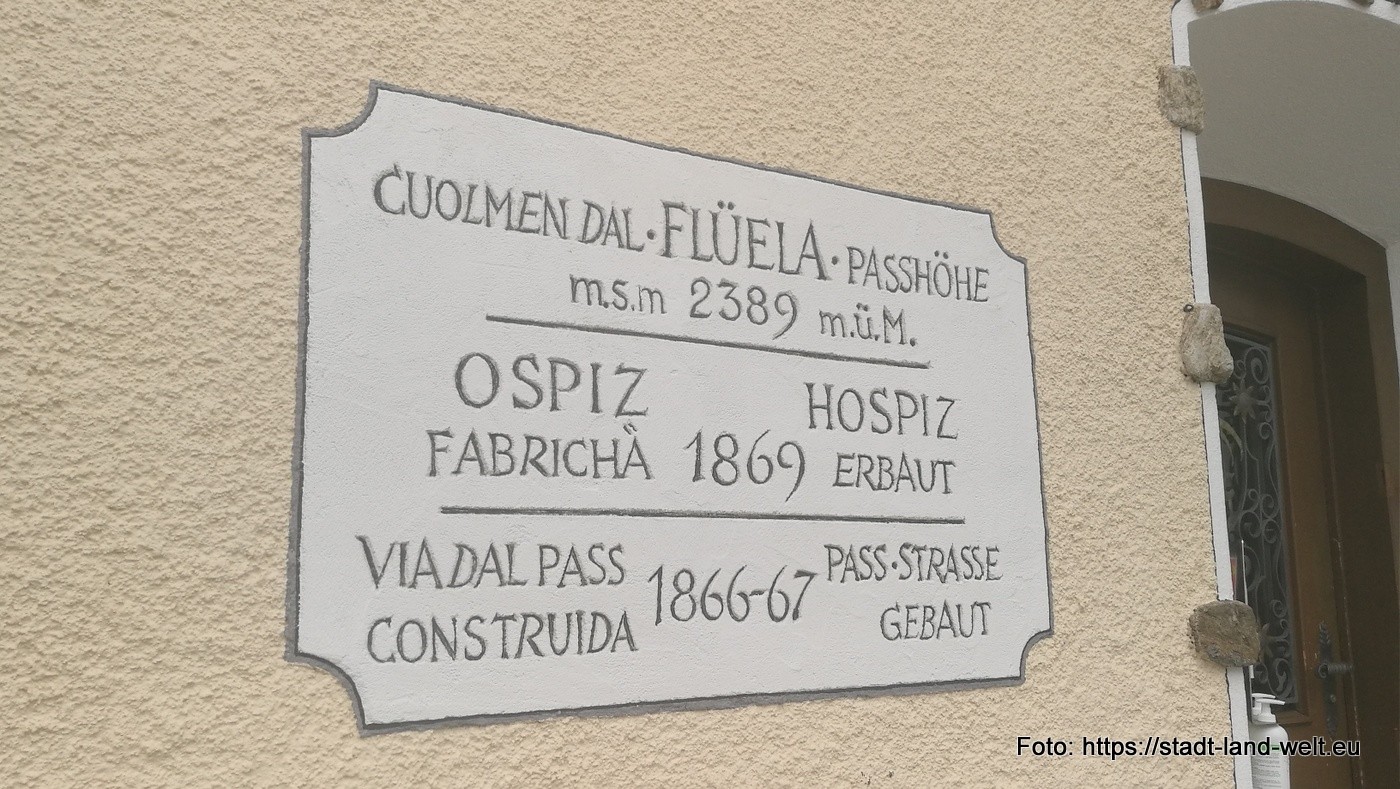 CUOLMEN DAL · FLÜELA · PASSHÖHE
m.s.m 2389 m.ü.M.
OSPIZ HOSPIZ
FABRICHÀ 1869 ERBAUT
VIA DAL PASS 1866-67 PASS·STRASSE
CONSTRUIDA GEBAUT
Foto: https://stadt-land-welt.eu